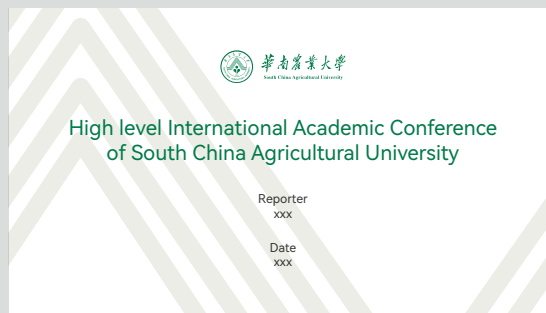 華南農業大學
South China Agricultural University
High level International Academic Conference
of South China Agricultural University
Reporter
xxx
Date
xxx